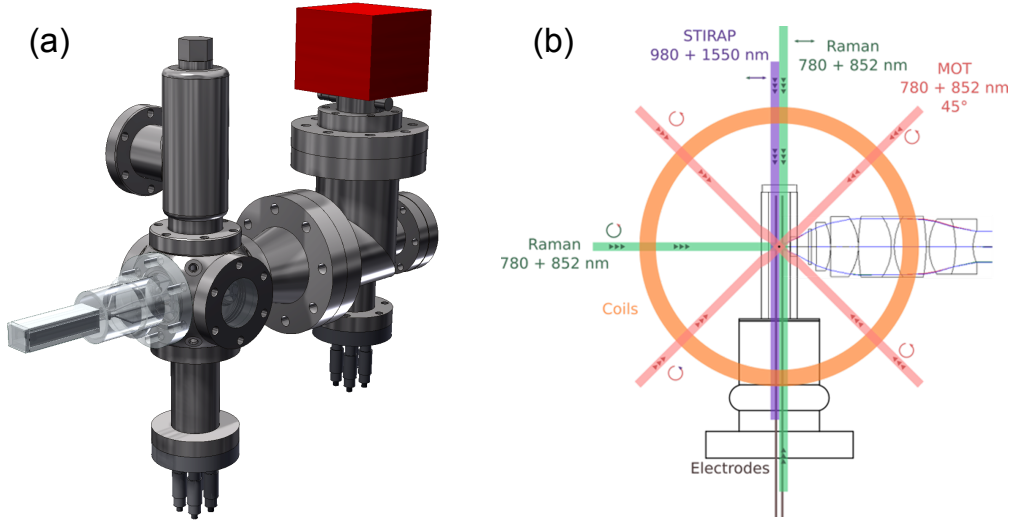 (a)
(b)
STIRAP
980 + 1550 nm
Raman
780 + 852 nm
MOT
780 + 852 nm
45°
Raman
780 + 852 nm
Coils
Electrodes